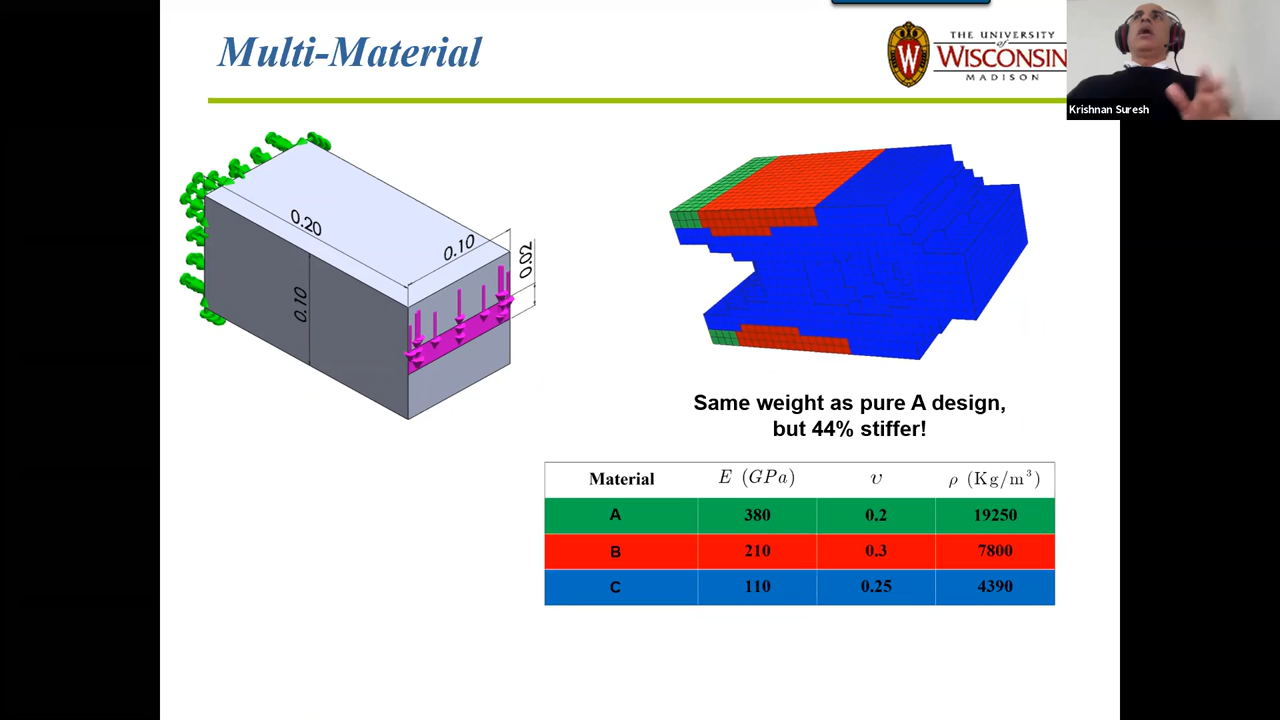 Multi-Material
THE UNIVERSITY
of
WISCONSIN
MADISON
Krishnan Suresh
0.20
0.10
0.02
0.10
Same weight as pure A design,
but 44% stiffer!
Material E (GPa) υ ρ (Kg/m³)
A 380 0.2 19250
B 210 0.3 7800
C 110 0.25 4390